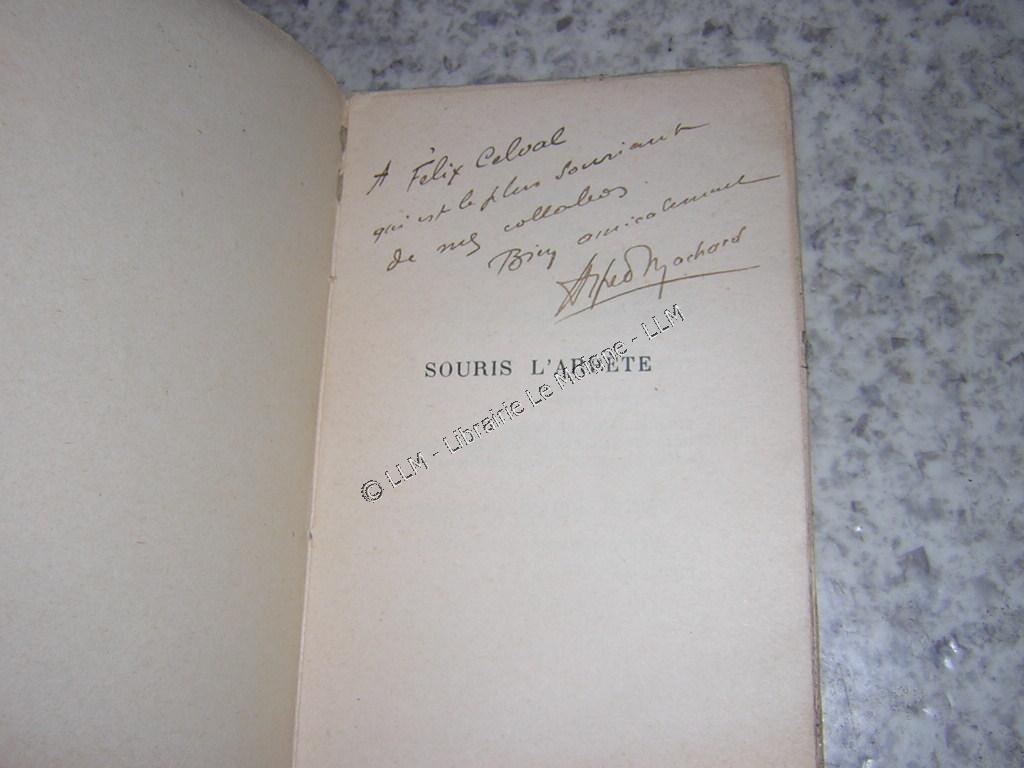 A Félix Celval
qui est le plus souriant
de mes collabos
Bien amicalement
Alfred Machard
SOURIS L'ARPÈTE
© LLM - Librairie Le Moigne - LLM